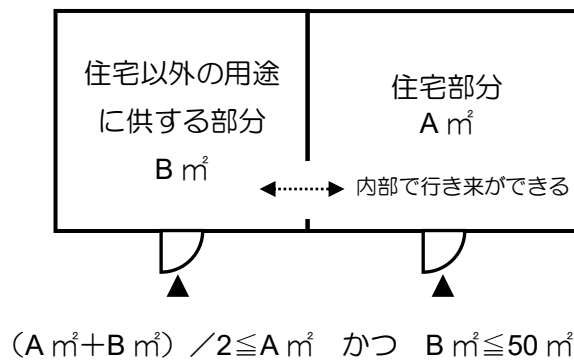 住宅以外の用途
に供する部分
B ㎡
住宅部分
A ㎡
内部で行き来ができる
（A ㎡＋B ㎡）／2≦A ㎡　かつ　B ㎡≦50 ㎡